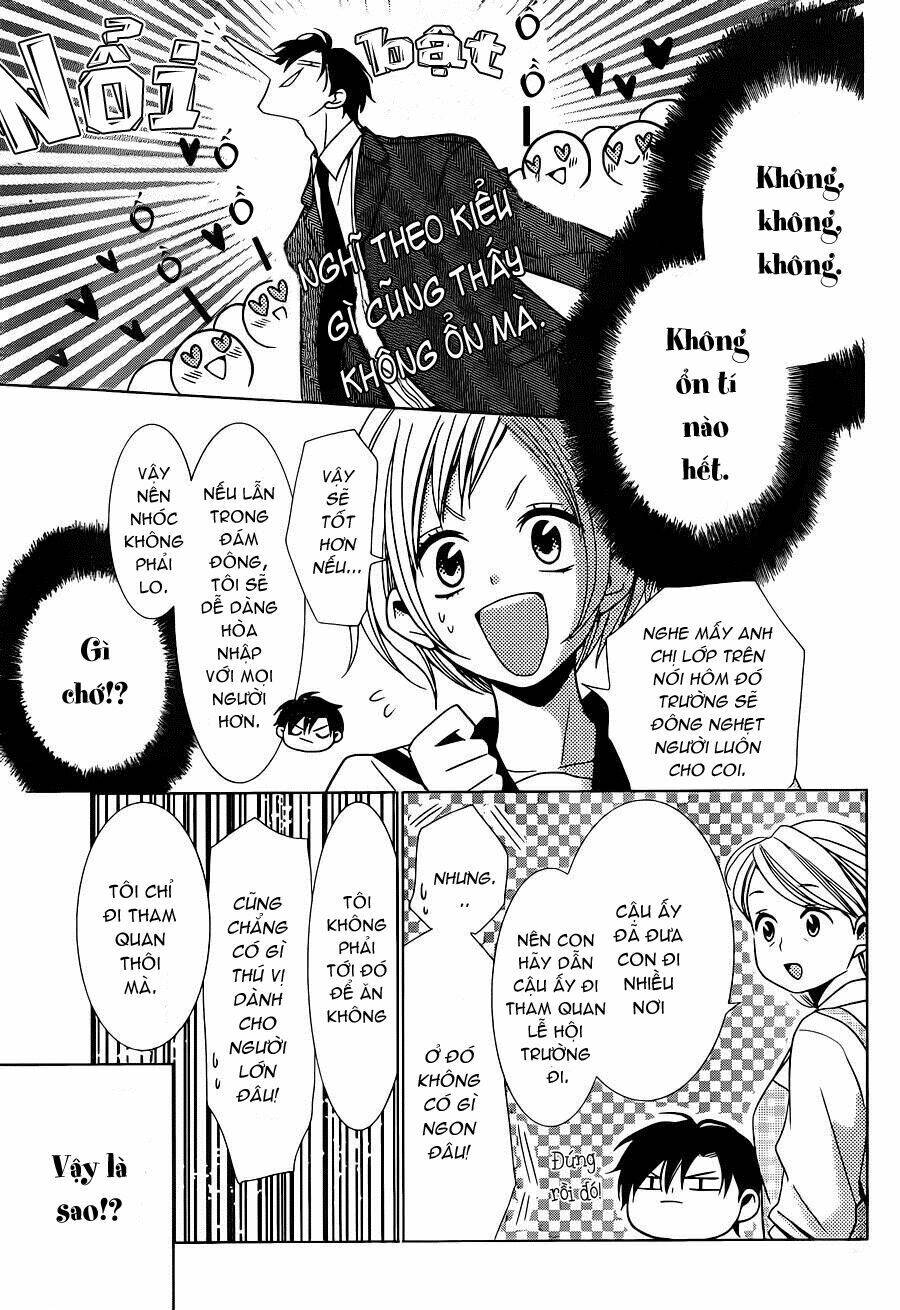 Không,
không,
không.
Không
ổn tí
nào
hết.
Nổi
bật
Ồ
Ồ
Ố
Ồ
Ồ
Ồ
Ồ
NGHĨ THEO KIỂU
GÌ CŨNG THẤY
KHÔNG ỔN MÀ.
NGHE MẤY ANH
CHỊ LỚP TRÊN
NÓI HÔM ĐÓ
TRƯỜNG SẼ
ĐÔNG NGHẸT
NGƯỜI LUÔN
CHO COI.
VẬY
SẼ
TỐT
HƠN
NẾU...
NẾU LẪN
TRONG
ĐÁM
ĐÔNG,
TÔI SẼ
DỄ DÀNG
HÒA
NHẬP
VỚI MỌI
NGƯỜI
HƠN.
VẬY
NÊN
NHÓC
KHÔNG
PHẢI
LO.
Gì
chớ!?
CẬU ẤY
ĐÃ ĐƯA
CON ĐI
NHIỀU
NƠI
NÊN CON
HÃY DẪN
CẬU ẤY ĐI
THAM QUAN
LỄ HỘI
TRƯỜNG
ĐI.
Đứng
rồi đó!
NHƯNG.
..
Ở ĐÓ
KHÔNG
CÓ GÌ
NGON
ĐÂU!
TÔI
KHÔNG
PHẢI
TỚI ĐÓ
ĐỂ ĂN
KHÔNG
CŨNG
CHẲNG
CÓ GÌ
THÚ VỊ
DÀNH
CHO
NGƯỜI
LỚN
ĐÂU!
TÔI CHỈ
ĐI THAM
QUAN
THÔI
MÀ.
Vậy là
sao!?